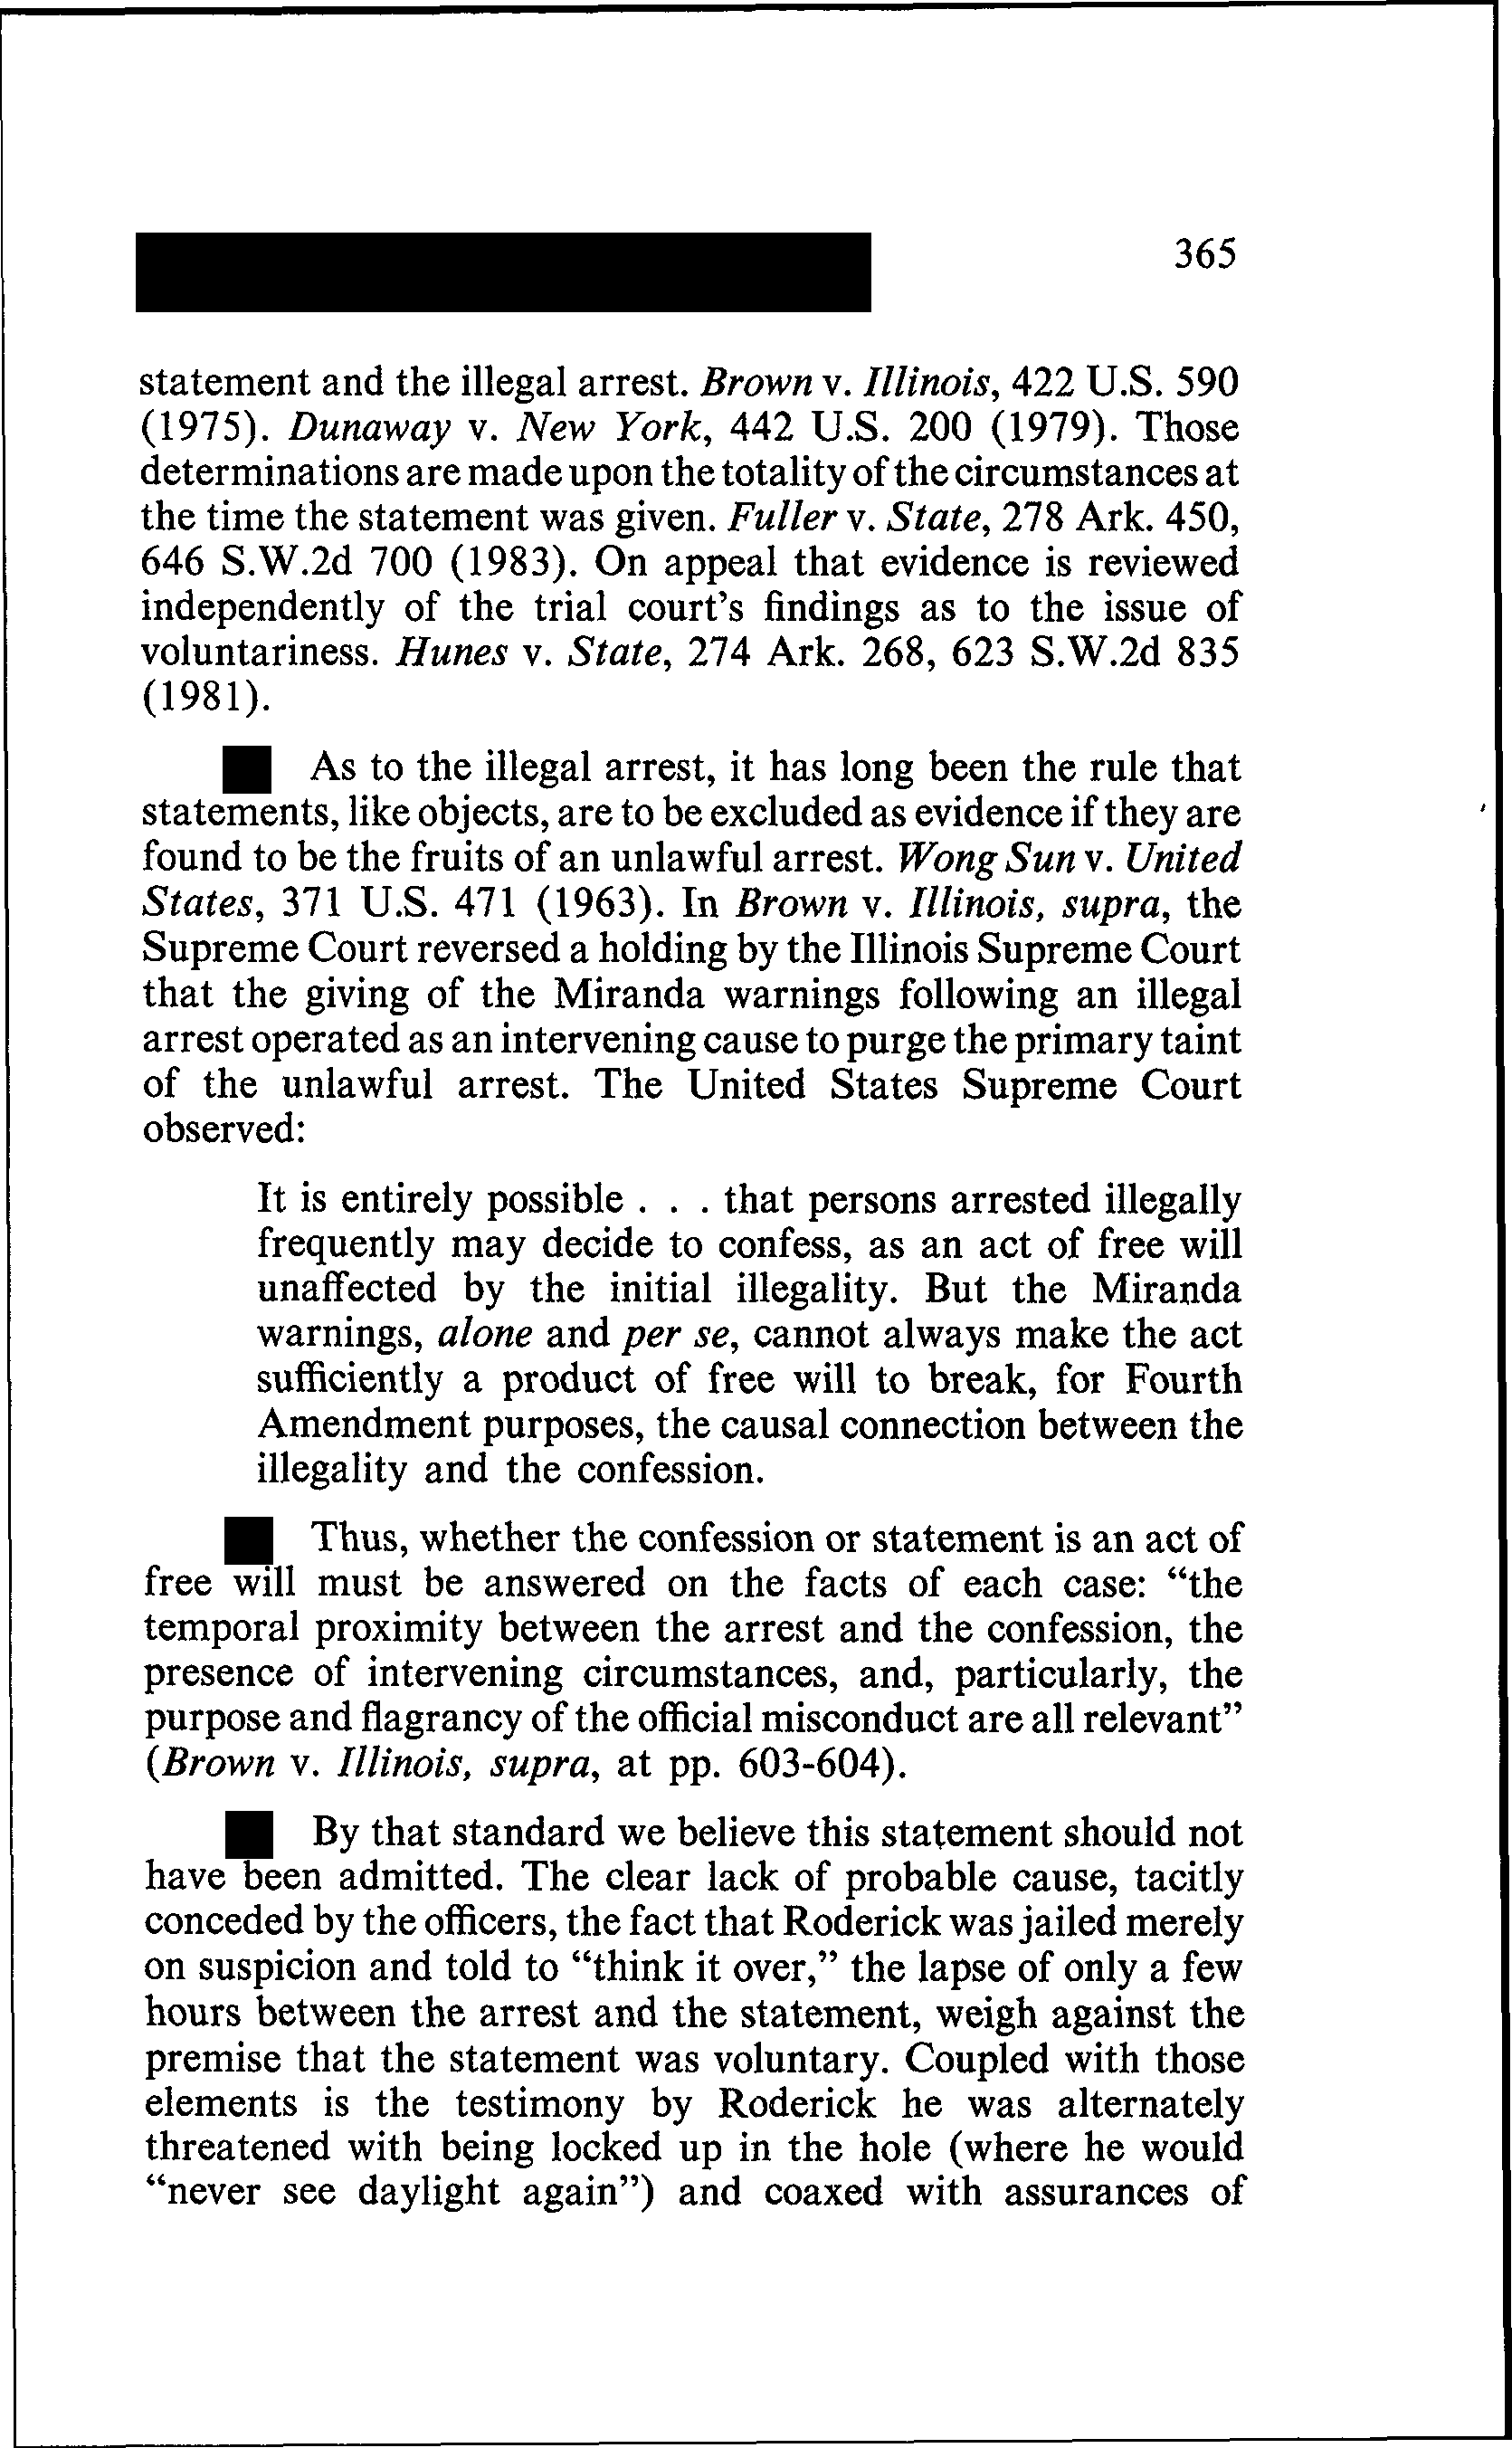 365
statement and the illegal arrest. Brown v. Illinois, 422 U.S. 590
(1975). Dunaway v. New York, 442 U.S. 200 (1979). Those
determinations are made upon the totality of the circumstances at
the time the statement was given. Fuller v. State, 278 Ark. 450,
646 S.W.2d 700 (1983). On appeal that evidence is reviewed
independently of the trial court's findings as to the issue of
voluntariness. Hunes v. State, 274 Ark. 268, 623 S.W.2d 835
(1981).
As to the illegal arrest, it has long been the rule that
statements, like objects, are to be excluded as evidence if they are
found to be the fruits of an unlawful arrest. Wong Sun v. United
States, 371 U.S. 471 (1963). In Brown v. Illinois, supra, the
Supreme Court reversed a holding by the Illinois Supreme Court
that the giving of the Miranda warnings following an illegal
arrest operated as an intervening cause to purge the primary taint
of the unlawful arrest. The United States Supreme Court
observed:
It is entirely possible . . . that persons arrested illegally
frequently may decide to confess, as an act of free will
unaffected by the initial illegality. But the Miranda
warnings, alone and per se, cannot always make the act
sufficiently a product of free will to break, for Fourth
Amendment purposes, the causal connection between the
illegality and the confession.
Thus, whether the confession or statement is an act of
free will must be answered on the facts of each case: “the
temporal proximity between the arrest and the confession, the
presence of intervening circumstances, and, particularly, the
purpose and flagrancy of the official misconduct are all relevant”
(Brown v. Illinois, supra, at pp. 603-604).
By that standard we believe this statement should not
have been admitted. The clear lack of probable cause, tacitly
conceded by the officers, the fact that Roderick was jailed merely
on suspicion and told to “think it over,” the lapse of only a few
hours between the arrest and the statement, weigh against the
premise that the statement was voluntary. Coupled with those
elements is the testimony by Roderick he was alternately
threatened with being locked up in the hole (where he would
“never see daylight again”) and coaxed with assurances of